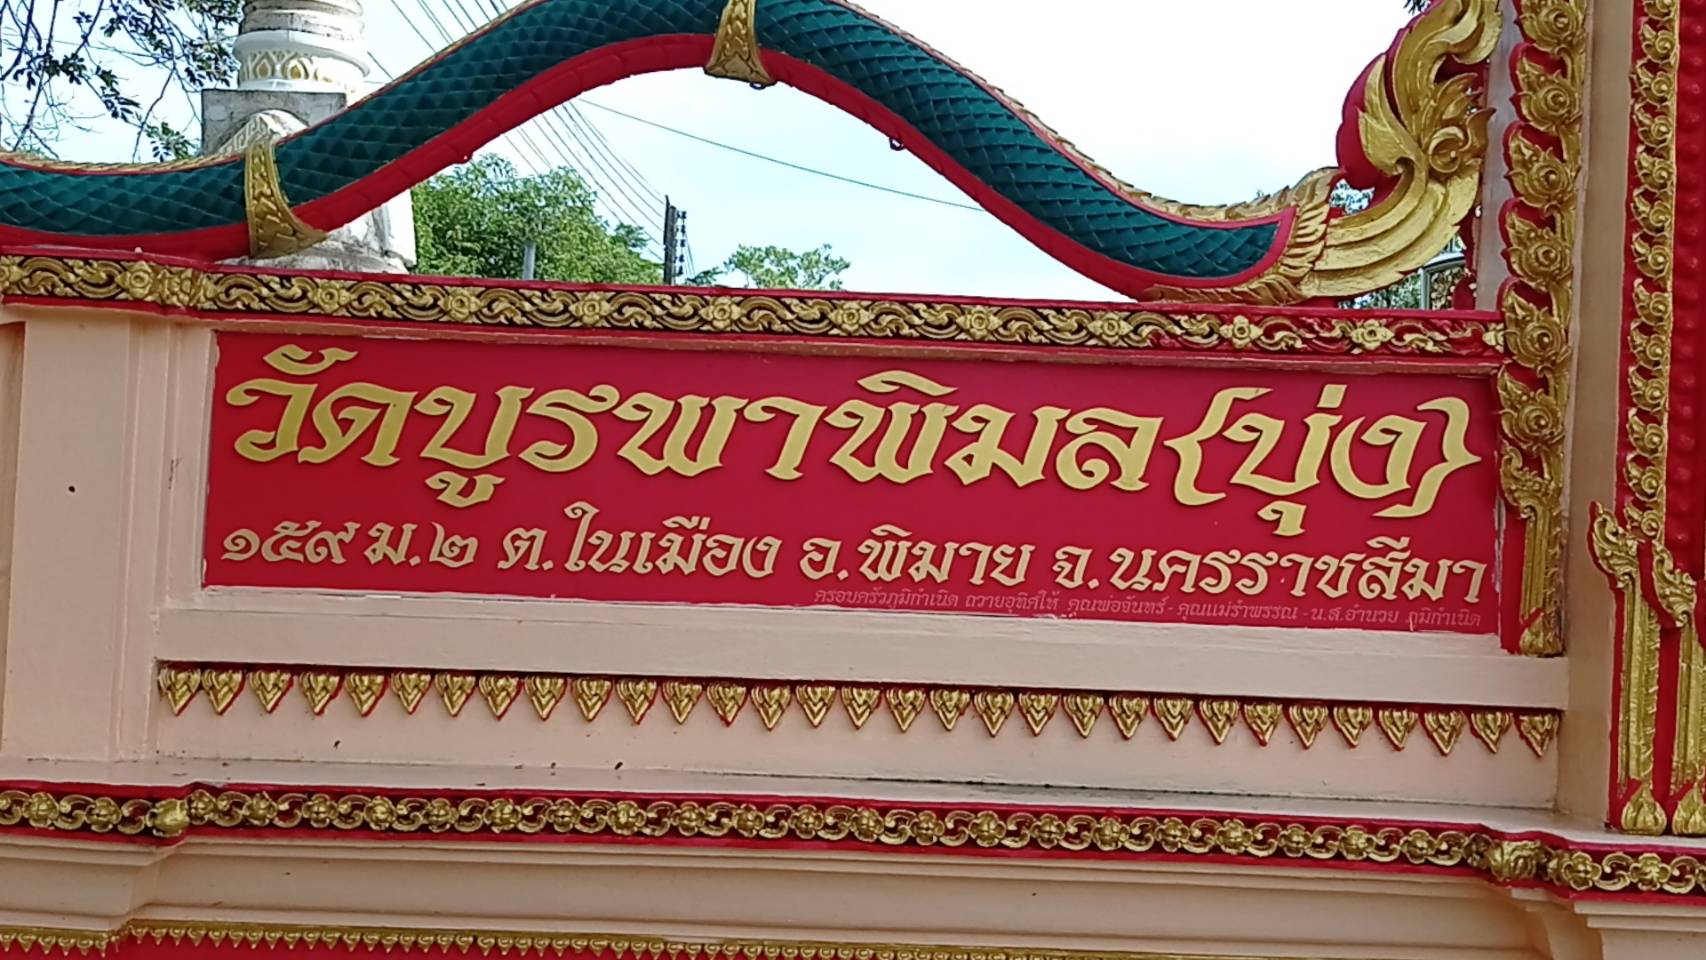 วัดบูรพาพิมล{บุ่ง}
๑๕๙ ม.๒ ต.ในเมือง อ.พิมาย จ.นครราชสีมา
ครอบครัวภูมิกำเนิด ถวายอุทิศให้ คุณพ่อจันทร์ - คุณแม่รำพรรณ - น.ส.อำนวย ภูมิกำเนิด